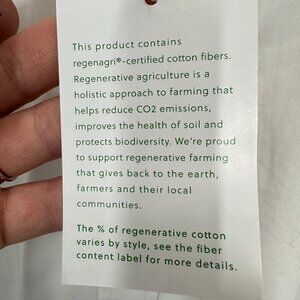 This product contains
regenagri®-certified cotton fibers.
Regenerative agriculture is a
holistic approach to farming that
helps reduce CO2 emissions,
improves the health of soil and
protects biodiversity. We're proud
to support regenerative farming
that gives back to the earth,
farmers and their local
communities.
The % of regenerative cotton
varies by style, see the fiber
content label for more details.